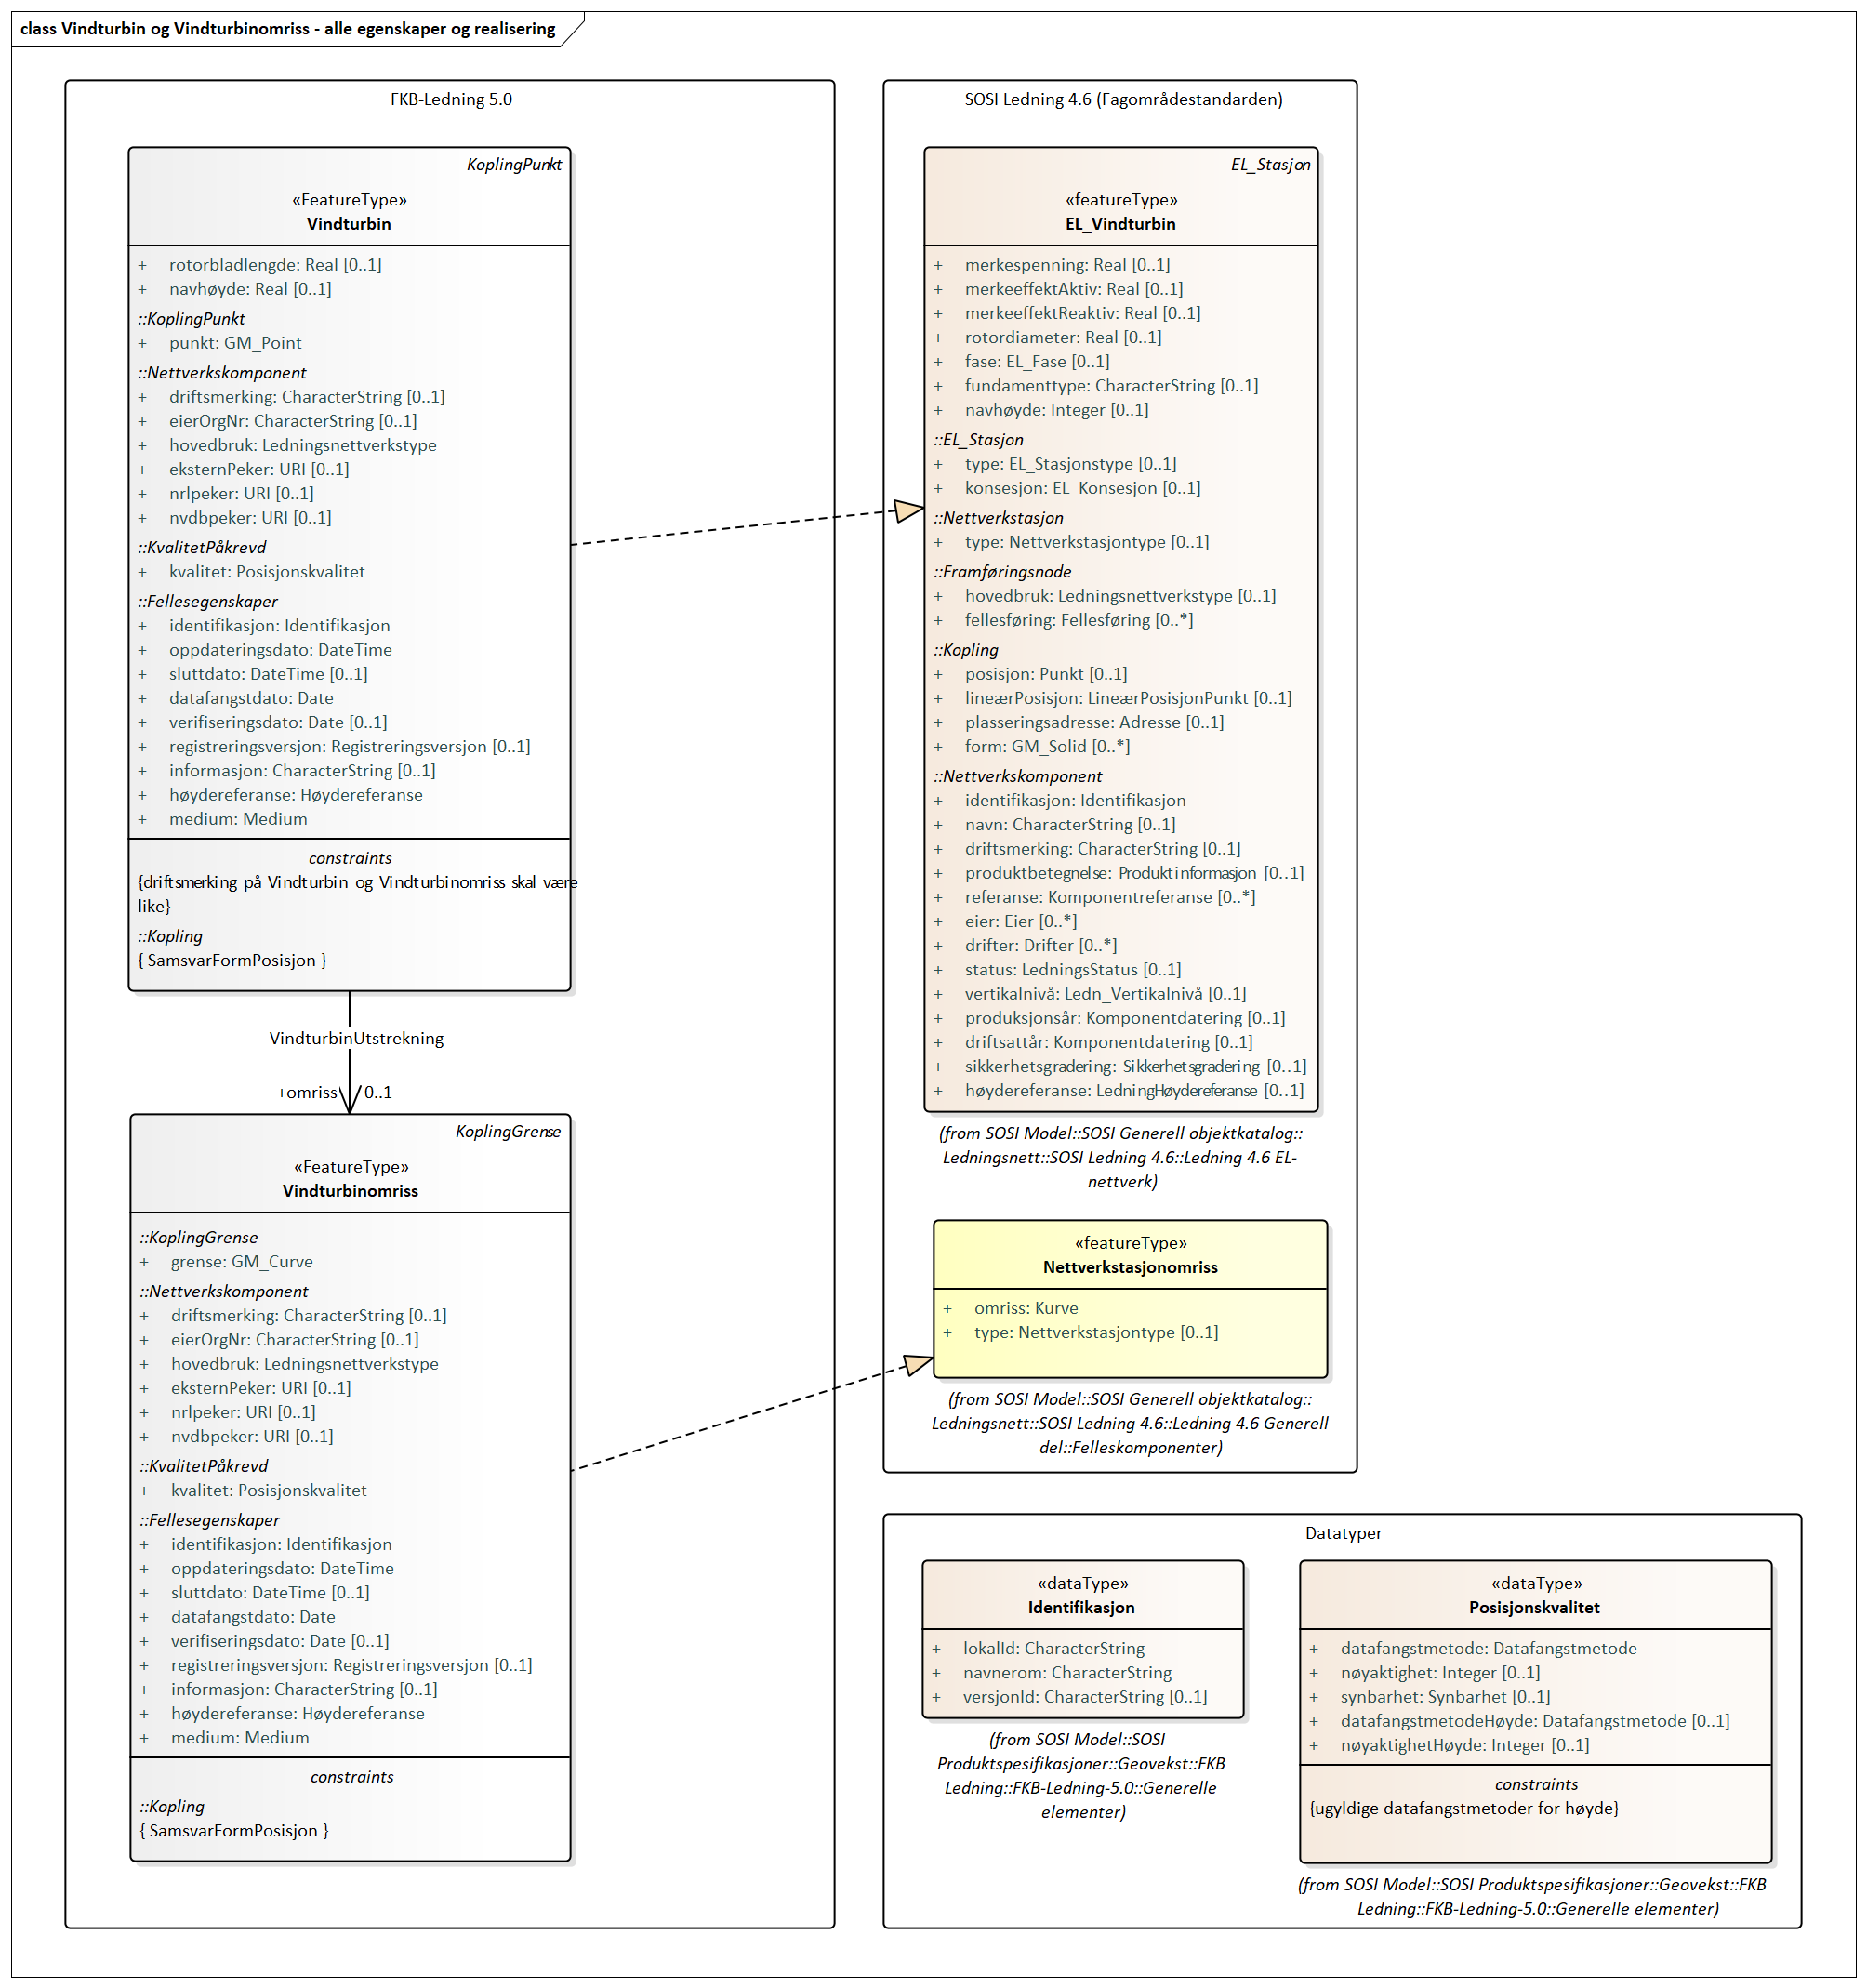 class Vindturbin og Vindturbinomriss - alle egenskaper og realisering
FKB-Ledning 5.0
KoplingPunkt
«FeatureType»
Vindturbin
+ rotorbladlengde: Real [0..1]
+ navhøyde: Real [0..1]
::KoplingPunkt
+ punkt: GM_Point
::Nettverkskomponent
+ driftsmerking: CharacterString [0..1]
+ eierOrgNr: CharacterString [0..1]
+ hovedbruk: Ledningsnettverkstype
+ eksternPeker: URI [0..1]
+ nrlpeker: URI [0..1]
+ nvdbpeker: URI [0..1]
::KvalitetPåkrevd
+ kvalitet: Posisjonskvalitet
::Fellesegenskaper
+ identifikasjon: Identifikasjon
+ oppdateringsdato: DateTime
+ sluttdato: DateTime [0..1]
+ datafangstdato: Date
+ verifiseringsdato: Date [0..1]
+ registreringsversjon: Registreringsversjon [0..1]
+ informasjon: CharacterString [0..1]
+ høydereferanse: Høydereferanse
+ medium: Medium
constraints
{driftsmerking på Vindturbin og Vindturbinomriss skal være
like}
::Kopling
{ SamsvarFormPosisjon }
VindturbinUtstrekning
+omriss 0..1
KoplingGrense
«FeatureType»
Vindturbinomriss
::KoplingGrense
+ grense: GM_Curve
::Nettverkskomponent
+ driftsmerking: CharacterString [0..1]
+ eierOrgNr: CharacterString [0..1]
+ hovedbruk: Ledningsnettverkstype
+ eksternPeker: URI [0..1]
+ nrlpeker: URI [0..1]
+ nvdbpeker: URI [0..1]
::KvalitetPåkrevd
+ kvalitet: Posisjonskvalitet
::Fellesegenskaper
+ identifikasjon: Identifikasjon
+ oppdateringsdato: DateTime
+ sluttdato: DateTime [0..1]
+ datafangstdato: Date
+ verifiseringsdato: Date [0..1]
+ registreringsversjon: Registreringsversjon [0..1]
+ informasjon: CharacterString [0..1]
+ høydereferanse: Høydereferanse
+ medium: Medium
constraints
::Kopling
{ SamsvarFormPosisjon }
SOSI Ledning 4.6 (Fagområdestandarden)
EL_Stasjon
«featureType»
EL_Vindturbin
+ merkespenning: Real [0..1]
+ merkeeffektAktiv: Real [0..1]
+ merkeeffektReaktiv: Real [0..1]
+ rotordiameter: Real [0..1]
+ fase: EL_Fase [0..1]
+ fundamenttype: CharacterString [0..1]
+ navhøyde: Integer [0..1]
::EL_Stasjon
+ type: EL_Stasjonstype [0..1]
+ konsesjon: EL_Konsesjon [0..1]
::Nettverkstasjon
+ type: Nettverkstasjontype [0..1]
::Framføringsnode
+ hovedbruk: Ledningsnettverkstype [0..1]
+ fellesføring: Fellesføring [0..*]
::Kopling
+ posisjon: Punkt [0..1]
+ lineærPosisjon: LineærPosisjonPunkt [0..1]
+ plasseringsadresse: Adresse [0..1]
+ form: GM_Solid [0..*]
::Nettverkskomponent
+ identifikasjon: Identifikasjon
+ navn: CharacterString [0..1]
+ driftsmerking: CharacterString [0..1]
+ produktbetegnelse: Produktinformasjon [0..1]
+ referanse: Komponentreferanse [0..*]
+ eier: Eier [0..*]
+ drifter: Drifter [0..*]
+ status: LedningsStatus [0..1]
+ vertikalnivå: Ledn_Vertikalnivå [0..1]
+ produksjonsår: Komponentdatering [0..1]
+ driftsattår: Komponentdatering [0..1]
+ sikkerhetsgradering: Sikkerhetsgradering [0..1]
+ høydereferanse: LedningHøydereferanse [0..1]
(from SOSI Model::SOSI Generell objektkatalog::
Ledningsnett::SOSI Ledning 4.6::Ledning 4.6 EL-
nettverk)
«featureType»
Nettverkstasjonomriss
+ omriss: Kurve
+ type: Nettverkstasjontype [0..1]
(from SOSI Model::SOSI Generell objektkatalog::
Ledningsnett::SOSI Ledning 4.6::Ledning 4.6 Generell
del::Felleskomponenter)
Datatyper
«dataType»
Identifikasjon
+ lokalId: CharacterString
+ navnerom: CharacterString
+ versjonId: CharacterString [0..1]
(from SOSI Model::SOSI
Produktspesifikasjoner::Geovekst::FKB
Ledning::FKB-Ledning-5.0::Generelle
elementer)
«dataType»
Posisjonskvalitet
+ datafangstmetode: Datafangstmetode
+ nøyaktighet: Integer [0..1]
+ synbarhet: Synbarhet [0..1]
+ datafangstmetodeHøyde: Datafangstmetode [0..1]
+ nøyaktighetHøyde: Integer [0..1]
constraints
{ugyldige datafangstmetoder for høyde}
(from SOSI Model::SOSI Produktspesifikasjoner::Geovekst::FKB
Ledning::FKB-Ledning-5.0::Generelle elementer)